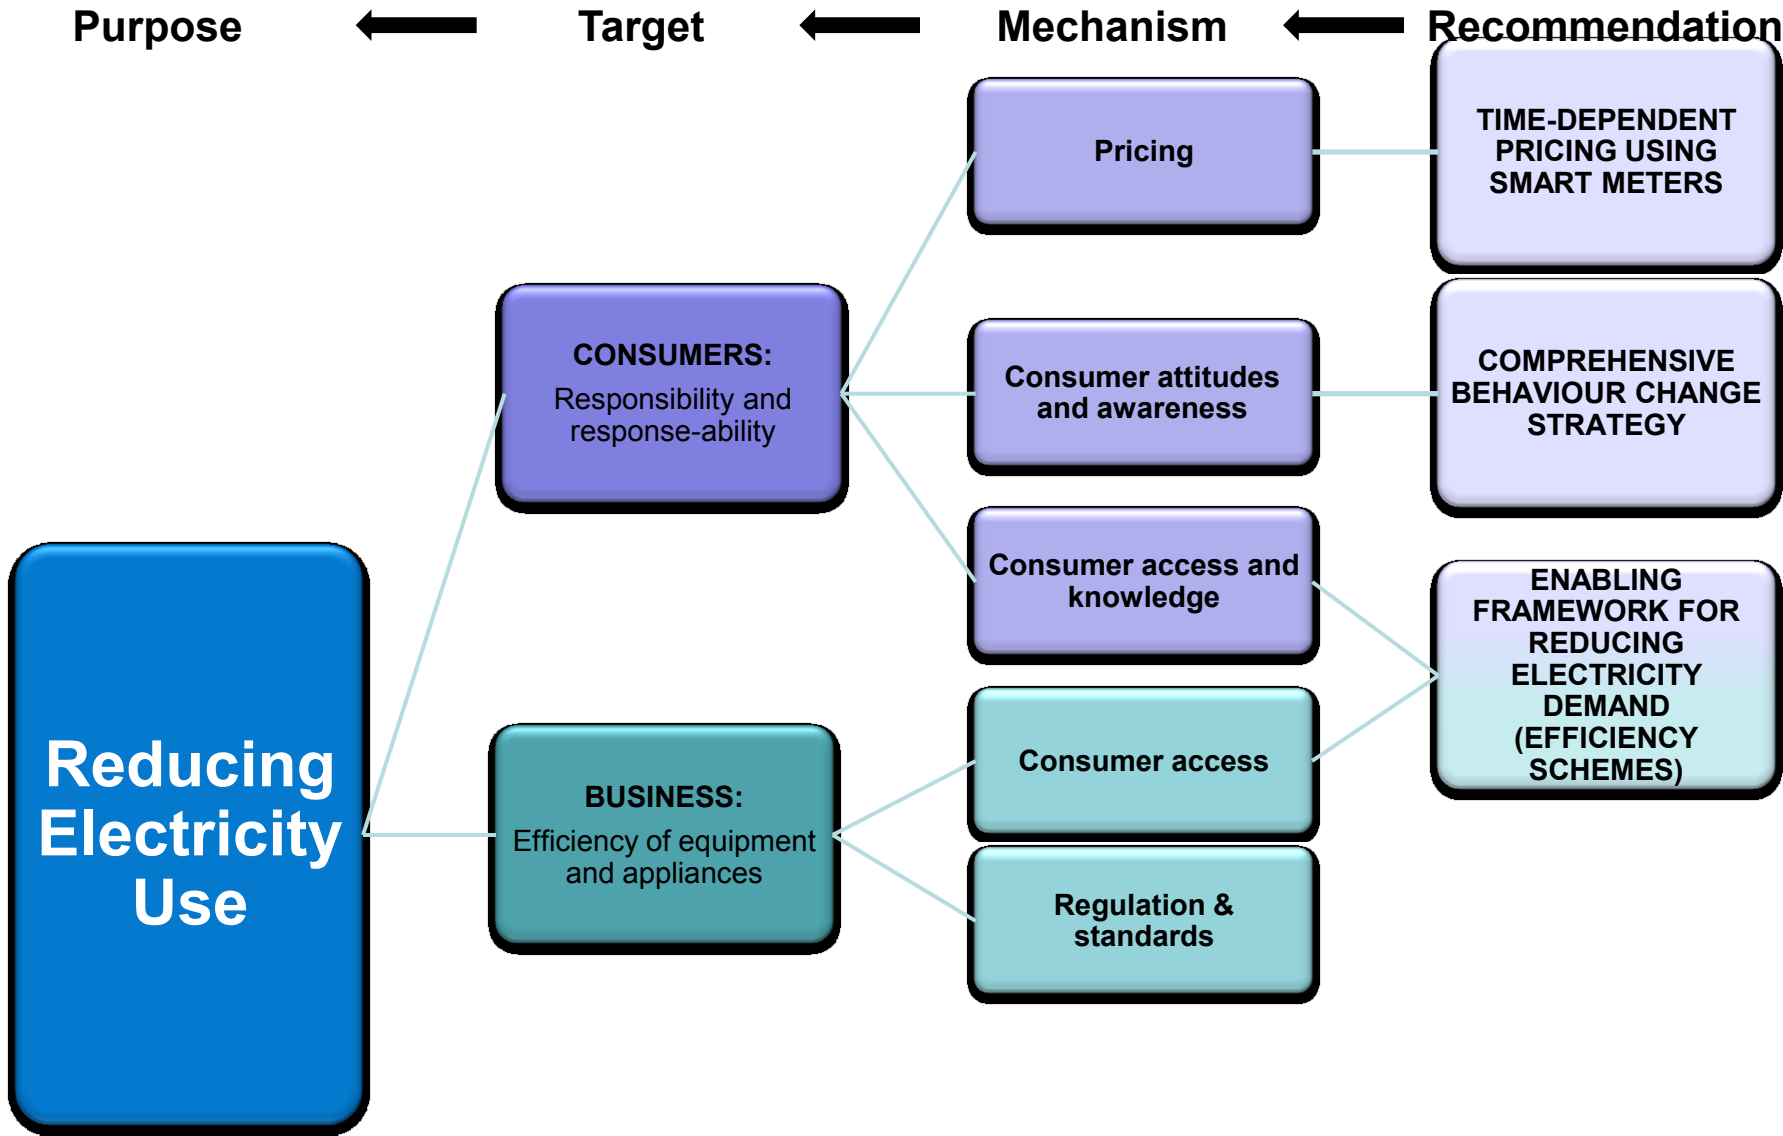 Purpose
Target
Mechanism
Recommendation
Reducing
Electricity
Use
CONSUMERS:
Responsibility and
response-ability
BUSINESS:
Efficiency of equipment
and appliances
Pricing
Consumer attitudes
and awareness
Consumer access and
knowledge
Consumer access
Regulation &
standards
TIME-DEPENDENT
PRICING USING
SMART METERS
COMPREHENSIVE
BEHAVIOUR CHANGE
STRATEGY
ENABLING
FRAMEWORK FOR
REDUCING
ELECTRICITY
DEMAND
(EFFICIENCY
SCHEMES)